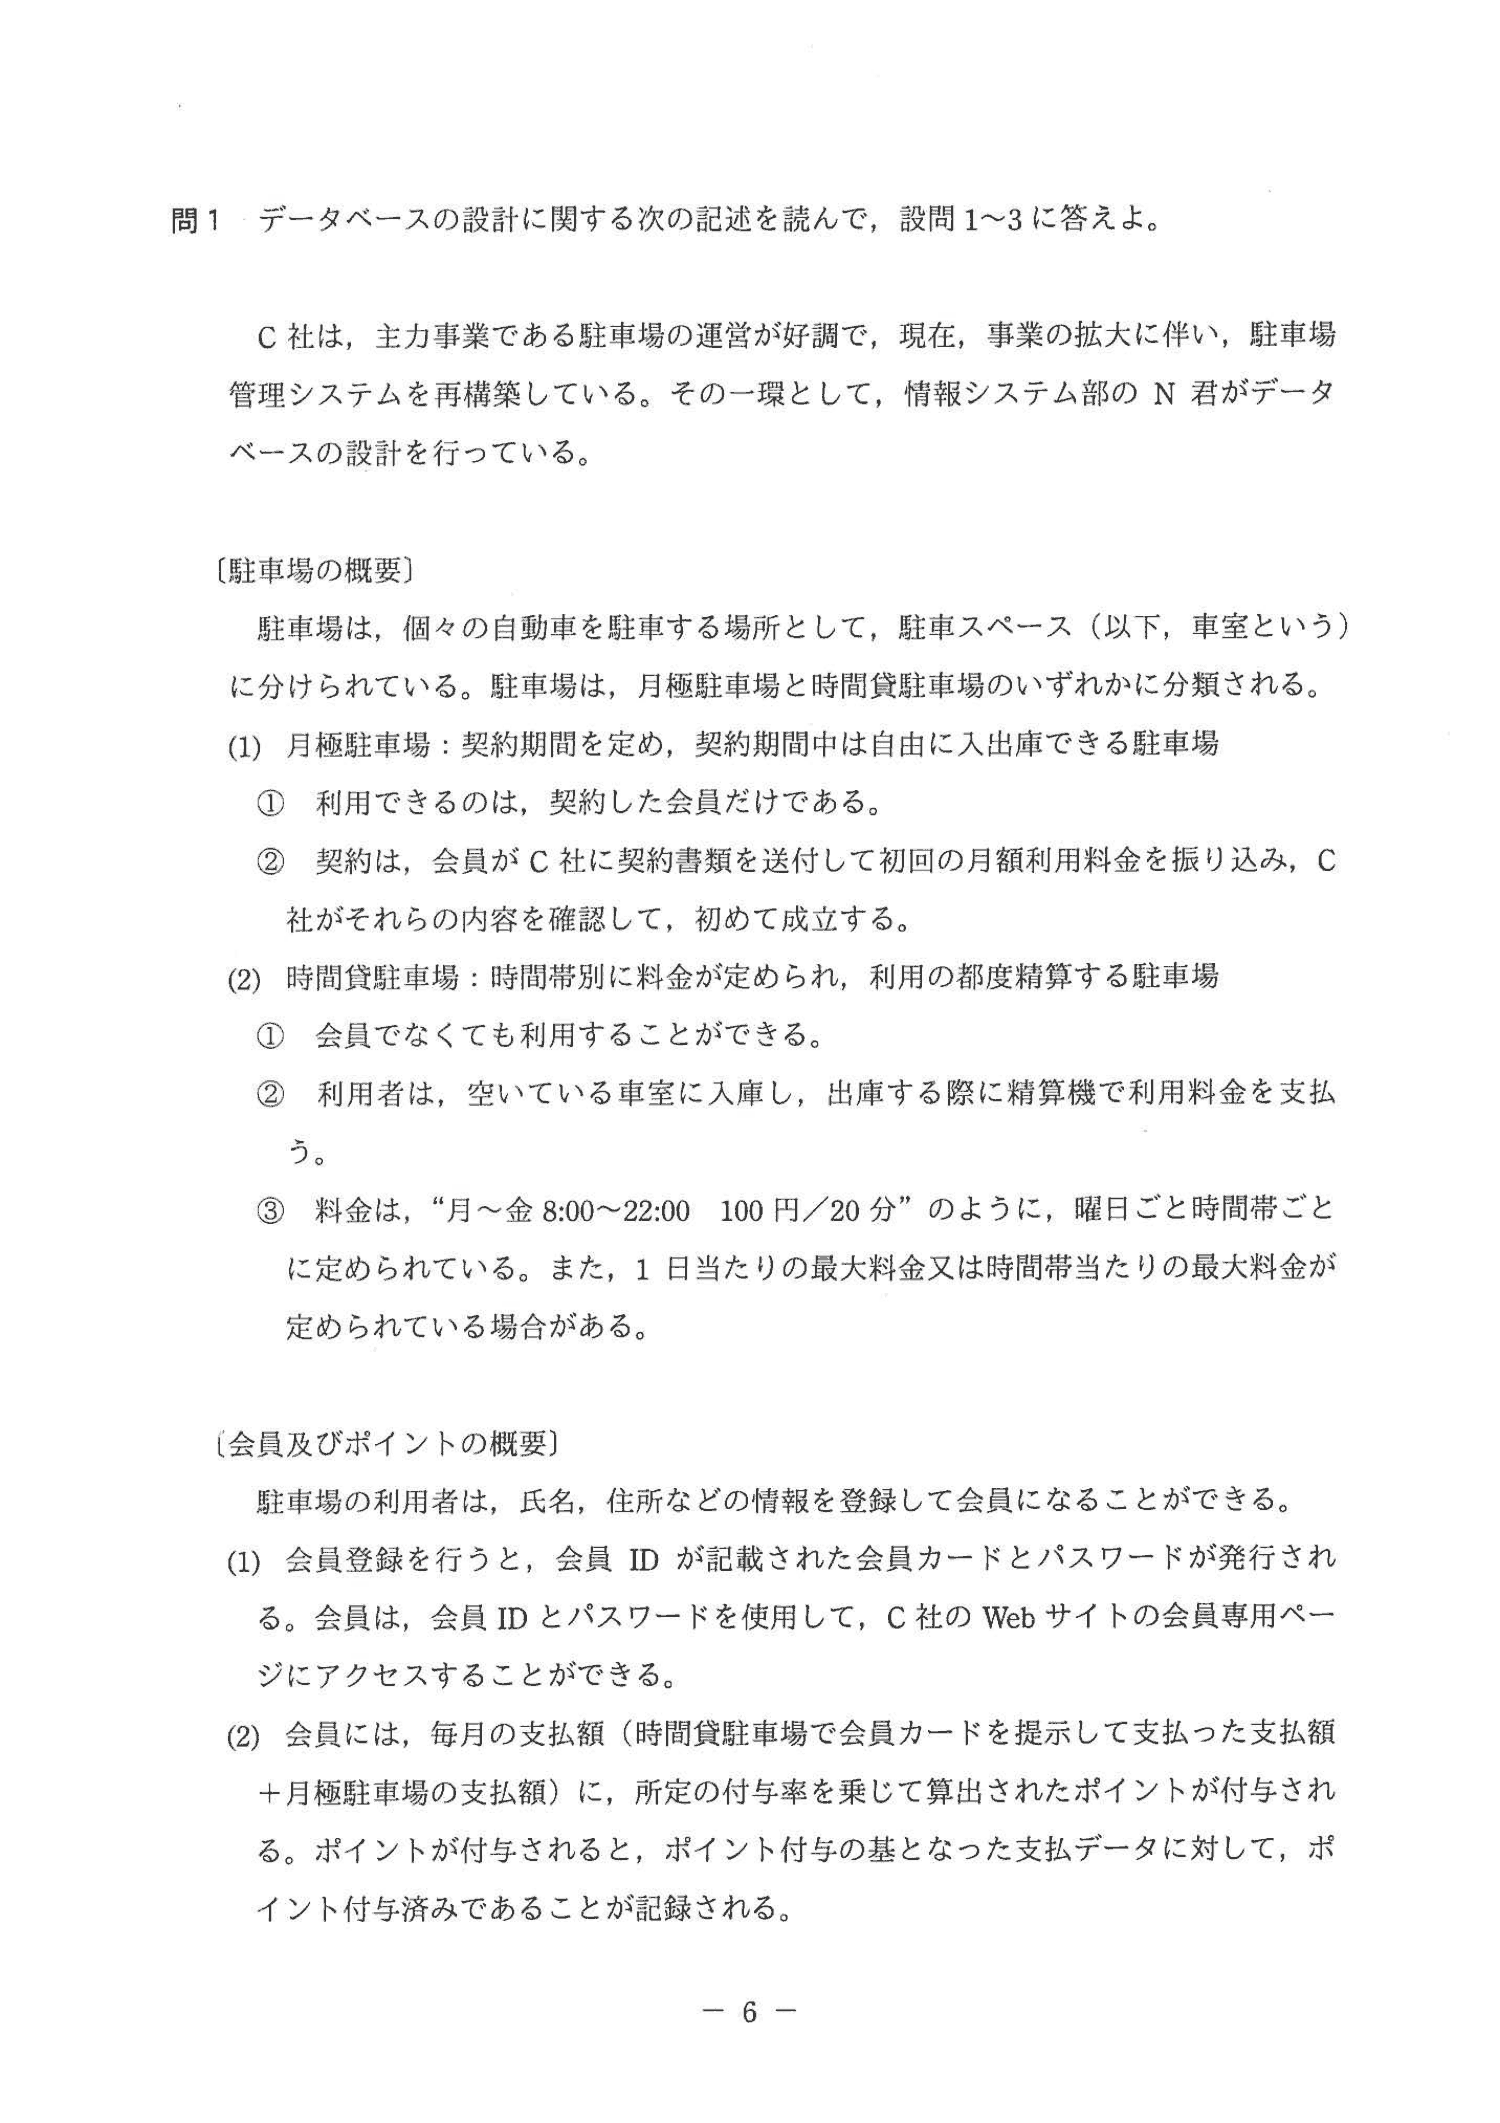 問1　データベースの設計に関する次の記述を読んで，設問1～3に答えよ。
C社は，主力事業である駐車場の運営が好調で，現在，事業の拡大に伴い，駐車場
管理システムを再構築している。その一環として，情報システム部のN君がデータ
ベースの設計を行っている。
〔駐車場の概要〕
駐車場は，個々の自動車を駐車する場所として，駐車スペース（以下，車室という）
に分けられている。駐車場は，月極駐車場と時間貸駐車場のいずれかに分類される。
(1)　月極駐車場：契約期間を定め，契約期間中は自由に入出庫できる駐車場
①　利用できるのは，契約した会員だけである。
②　契約は，会員がC社に契約書類を送付して初回の月額利用料金を振り込み，C
社がそれらの内容を確認して，初めて成立する。
(2)　時間貸駐車場：時間帯別に料金が定められ，利用の都度精算する駐車場
①　会員でなくても利用することができる。
②　利用者は，空いている車室に入庫し，出庫する際に精算機で利用料金を支払
う。
③　料金は，“月～金 8:00～22:00　100円／20分”のように，曜日ごと時間帯ごと
に定められている。また，1日当たりの最大料金又は時間帯当たりの最大料金が
定められている場合がある。
〔会員及びポイントの概要〕
駐車場の利用者は，氏名，住所などの情報を登録して会員になることができる。
(1)　会員登録を行うと，会員IDが記載された会員カードとパスワードが発行され
る。会員は，会員IDとパスワードを使用して，C社のWebサイトの会員専用ペー
ジにアクセスすることができる。
(2)　会員には，毎月の支払額（時間貸駐車場で会員カードを提示して支払った支払額
＋月極駐車場の支払額）に，所定の付与率を乗じて算出されたポイントが付与され
る。ポイントが付与されると，ポイント付与の基となった支払データに対して，ポ
イント付与済みであることが記録される。
－ 6 －